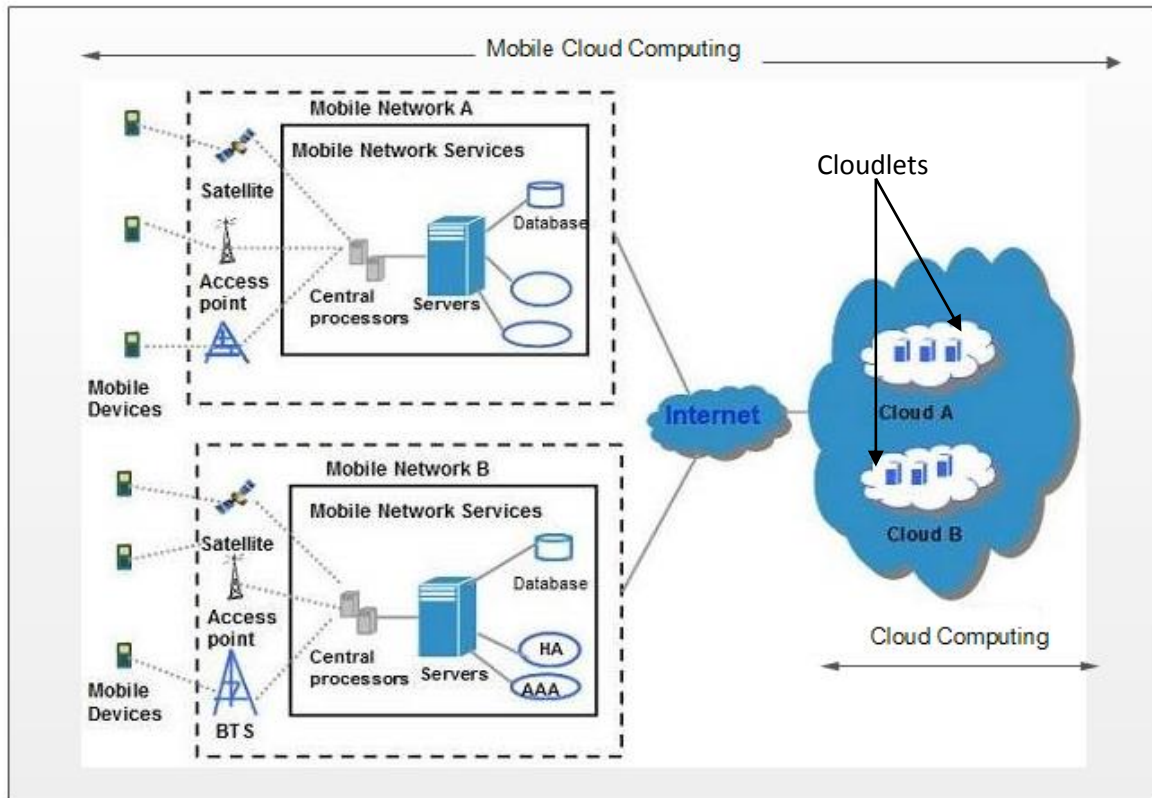 Mobile Cloud Computing
Mobile Network A
Mobile Network Services
Satellite
Database
Access
point
Central
processors
Servers
Mobile
Devices
Cloudlets
Internet
Cloud A
Cloud B
Cloud Computing
Mobile Network B
Mobile Network Services
Satellite
Database
Access
point
Central
processors
Servers
HA
AAA
Mobile
Devices
BTS